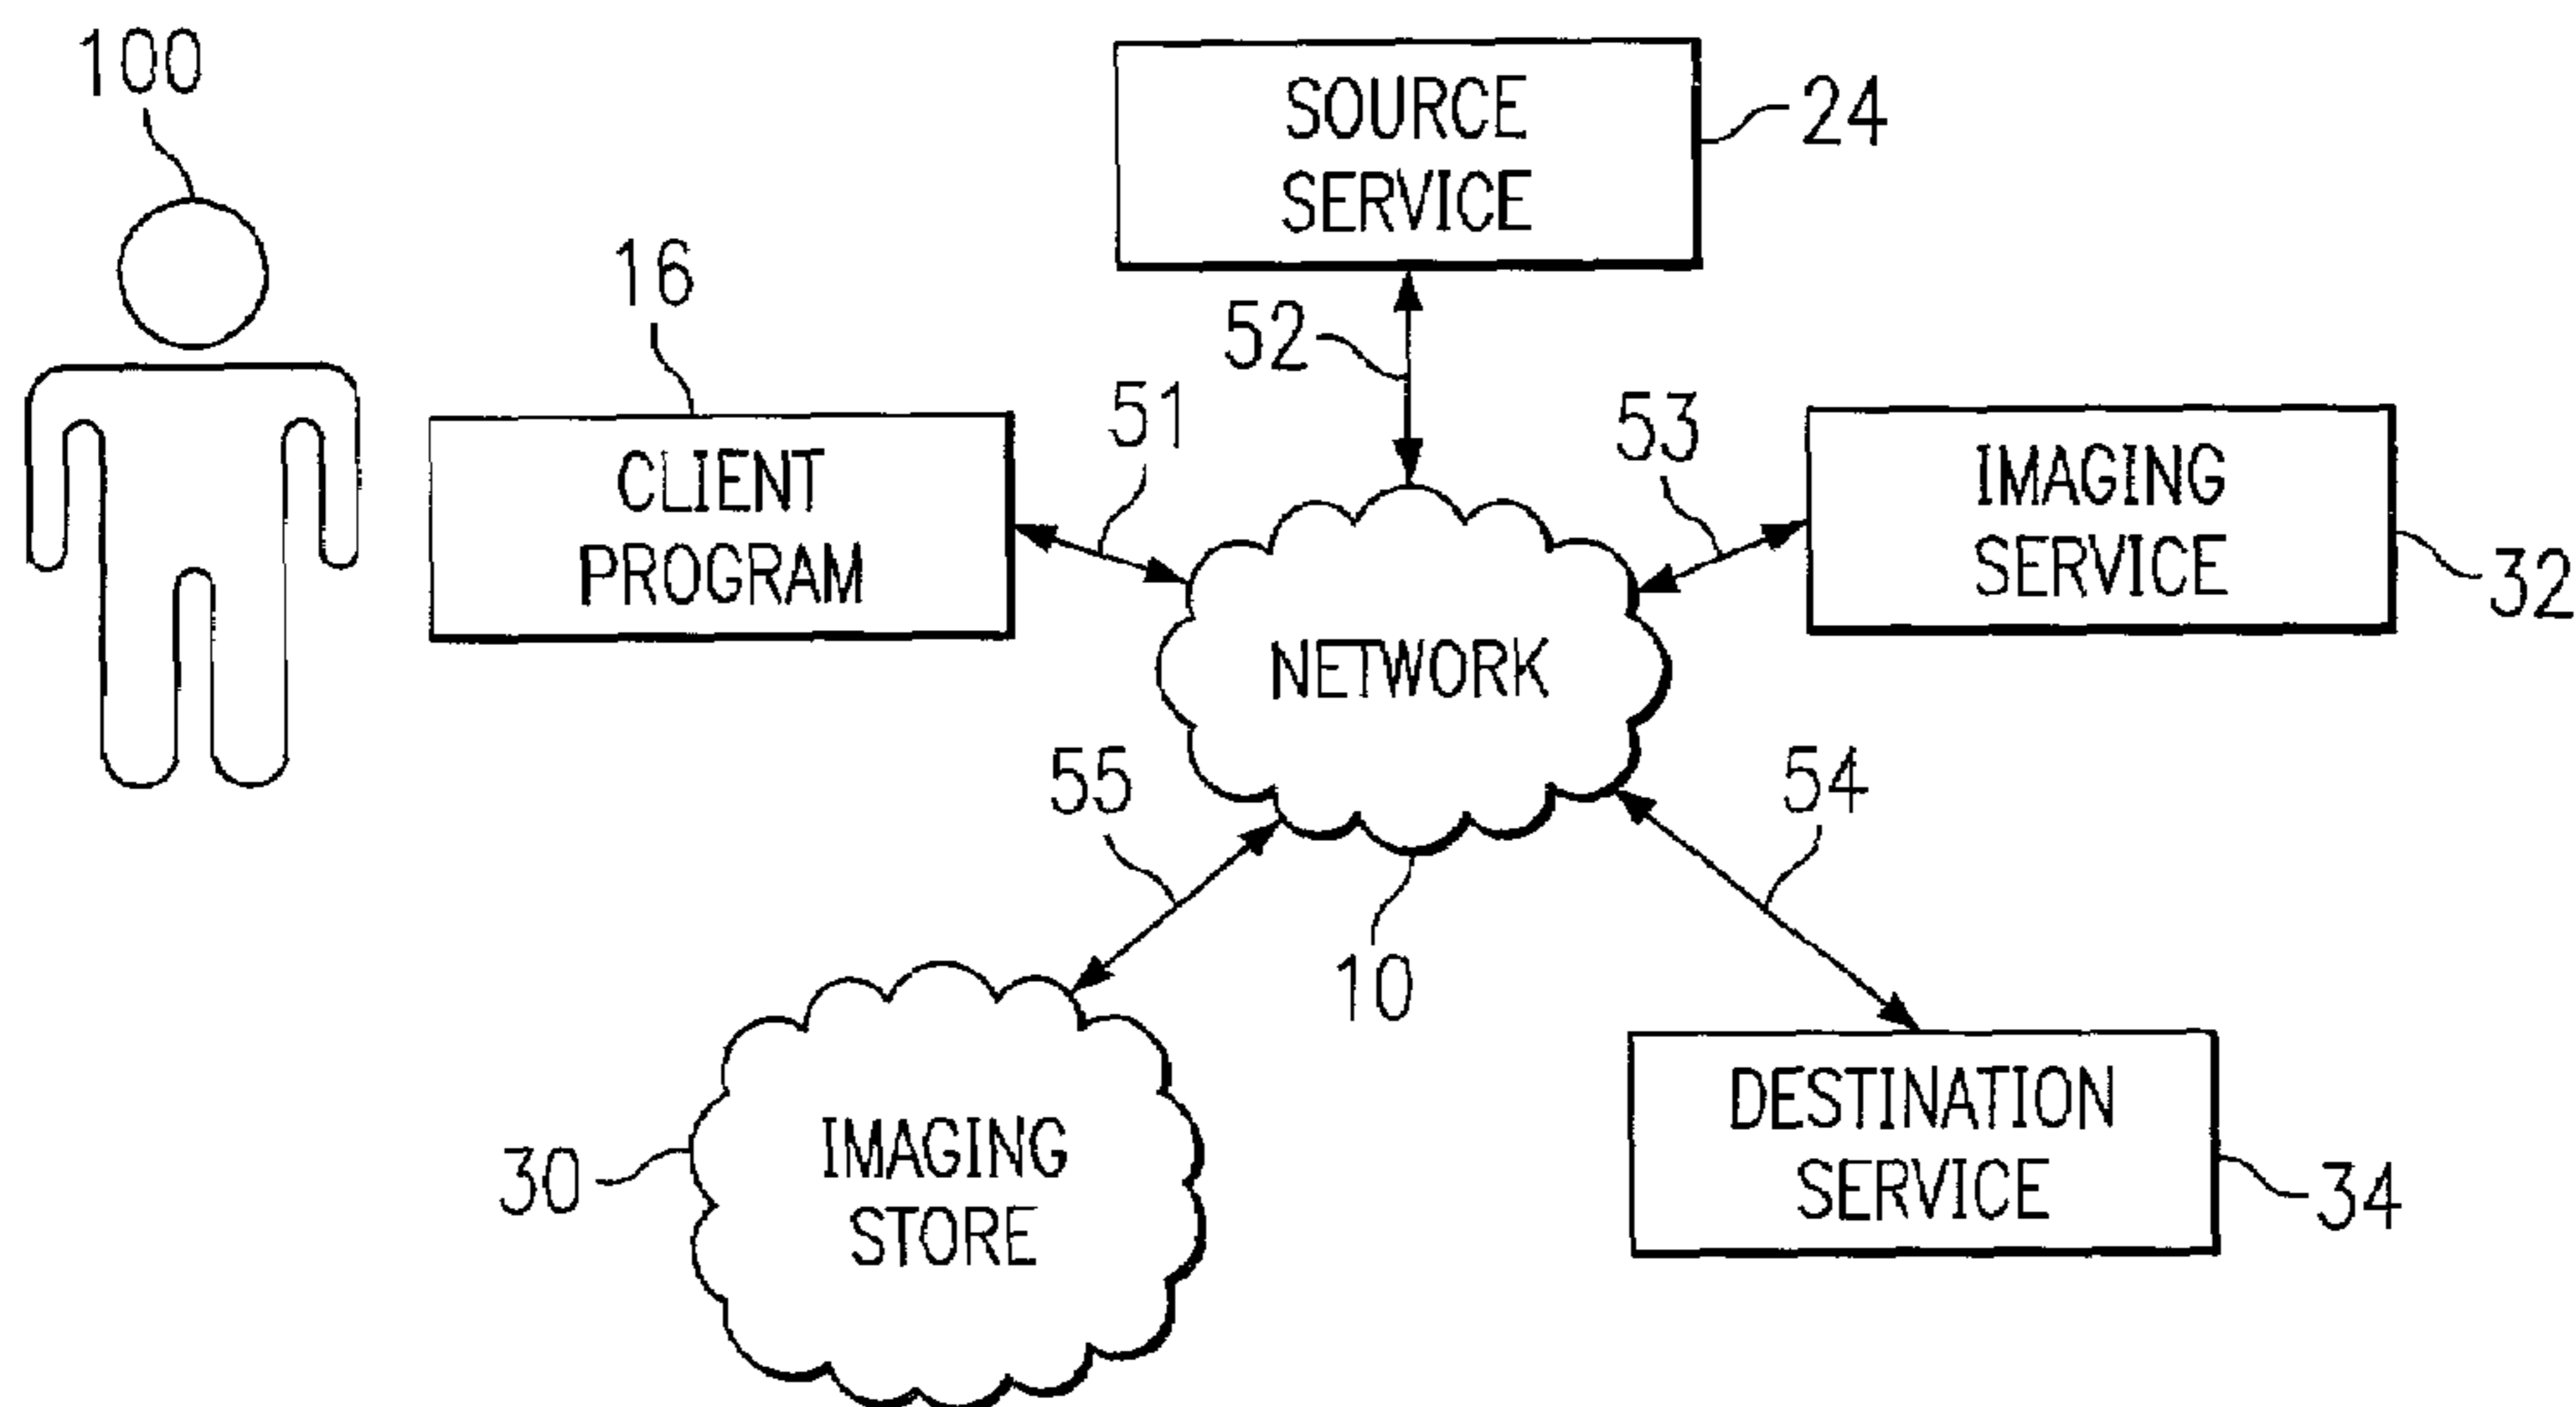 100
SOURCE
SERVICE
24
16
52
51
53
CLIENT
PROGRAM
IMAGING
SERVICE
32
NETWORK
55
54
10
30
IMAGING
STORE
DESTINATION
SERVICE
34